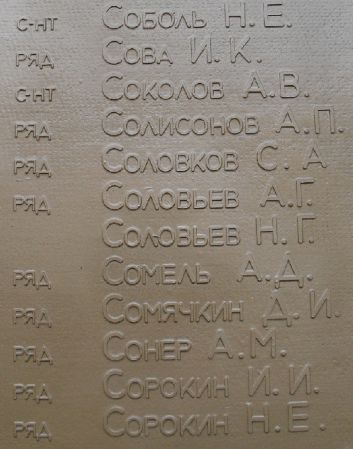 с-нт Соболь Н.Е.
ряд Сова И.К.
с-нт Соколов А.В.
ряд Солисонов А.П.
ряд Соловков С.А
ряд Соловьев А.Г.
Соловьев Н.Г.
ряд Сомель А.Д.
ряд Сомячкин Д.И.
ряд Сонер А.М.
ряд Сорокин И.И.
ряд Сорокин Н.Е.